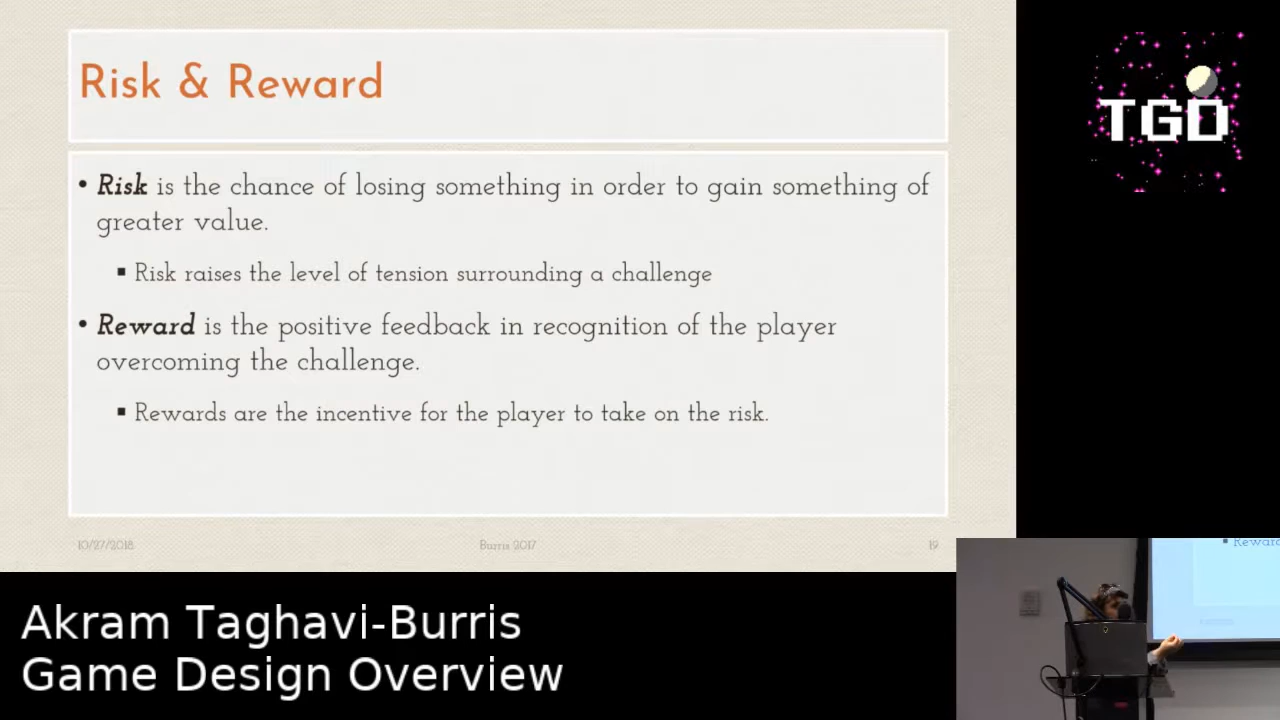 Risk & Reward
• Risk is the chance of losing something in order to gain something of
greater value.
▪ Risk raises the level of tension surrounding a challenge
• Reward is the positive feedback in recognition of the player
overcoming the challenge.
▪ Rewards are the incentive for the player to take on the risk.
10/27/2018
Burris 2017
19
TGD
▪ Reward
Akram Taghavi-Burris
Game Design Overview